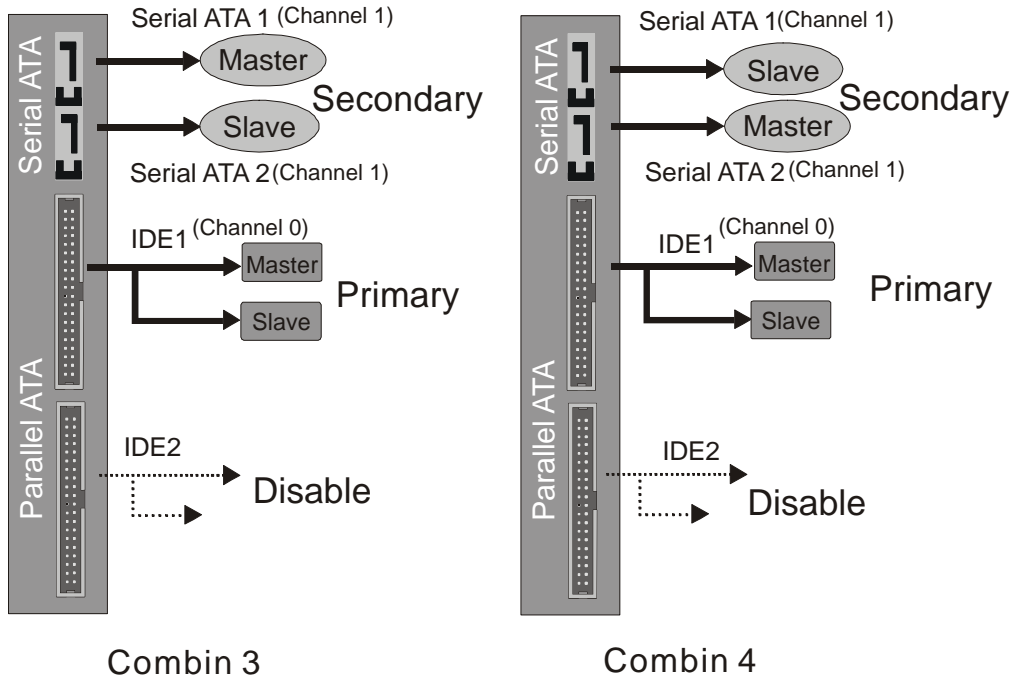 Serial ATA 1 (Channel 1)
Serial ATA
Master
Secondary
Slave
Serial ATA 2 (Channel 1)
IDE1 (Channel 0)
Master
Primary
Slave
Parallel ATA
IDE2
Disable
Combin 3
Serial ATA 1 (Channel 1)
Serial ATA
Slave
Secondary
Master
Serial ATA 2 (Channel 1)
IDE1 (Channel 0)
Master
Primary
Slave
Parallel ATA
IDE2
Disable
Combin 4